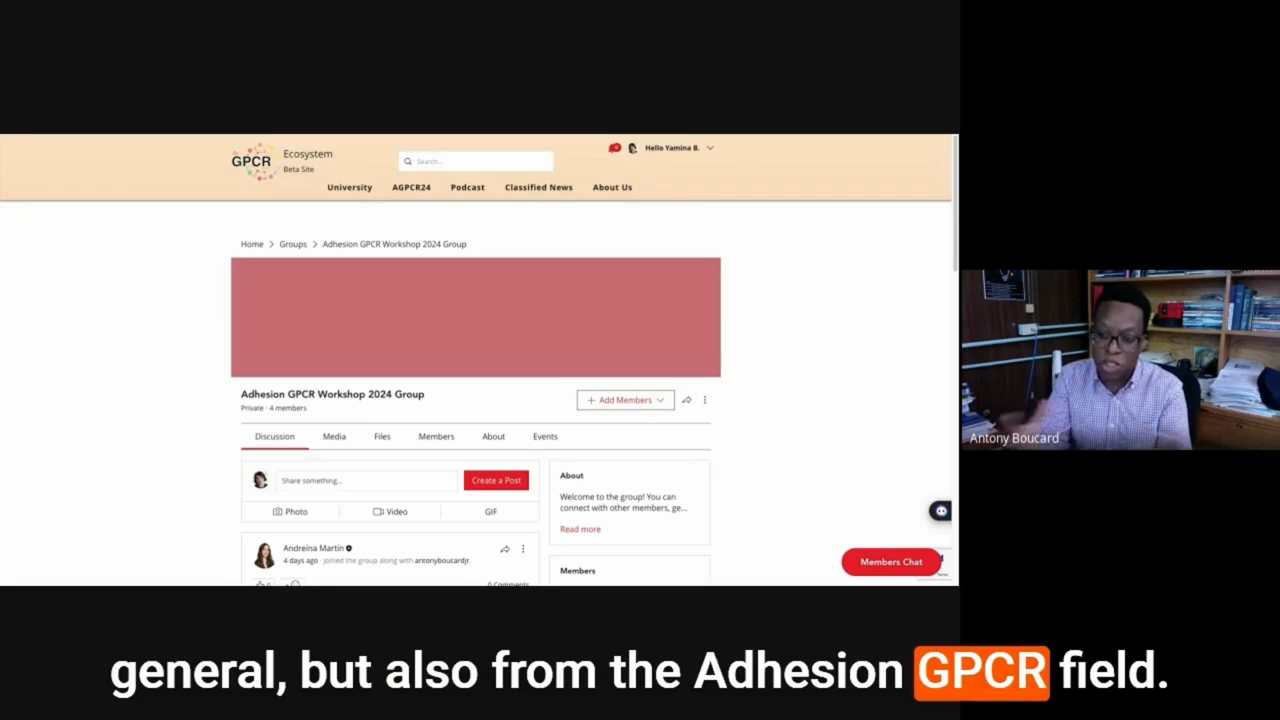 GPCR
Ecosystem
Beta Site
Search...
Hello Yamina B.
University AGPCR24 Podcast Classified News About Us
Home > Groups > Adhesion GPCR Workshop 2024 Group
Adhesion GPCR Workshop 2024 Group
Private · 4 members
+ Add Members
Discussion Media Files Members About Events
Share something...
Create a Post
Photo Video GIF
About
Welcome to the group! You can
connect with other members, ge...
Read more
Andreina Martin
4 days ago · joined the group along with antonyboucardjr.
0 Comments
Members
Members Chat
Antony Boucard
general, but also from the Adhesion GPCR field.